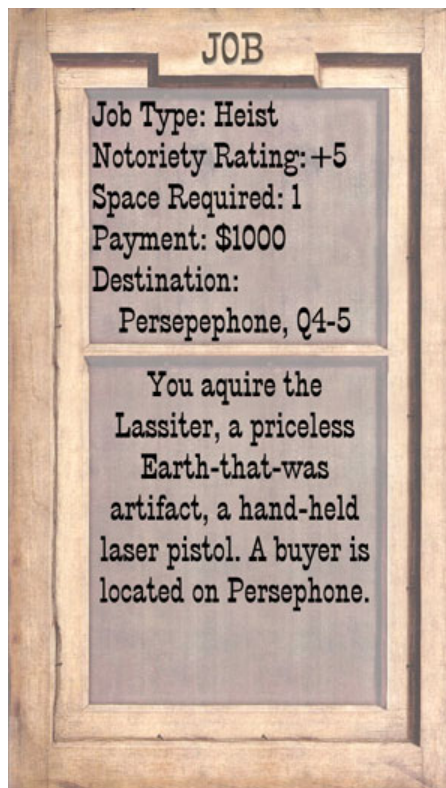 JOB
Job Type: Heist
Notoriety Rating: +5
Space Required: 1
Payment: $1000
Destination:
Persepephone, Q4-5
You aquire the
Lassiter, a priceless
Earth-that-was
artifact, a hand-held
laser pistol. A buyer is
located on Persephone.